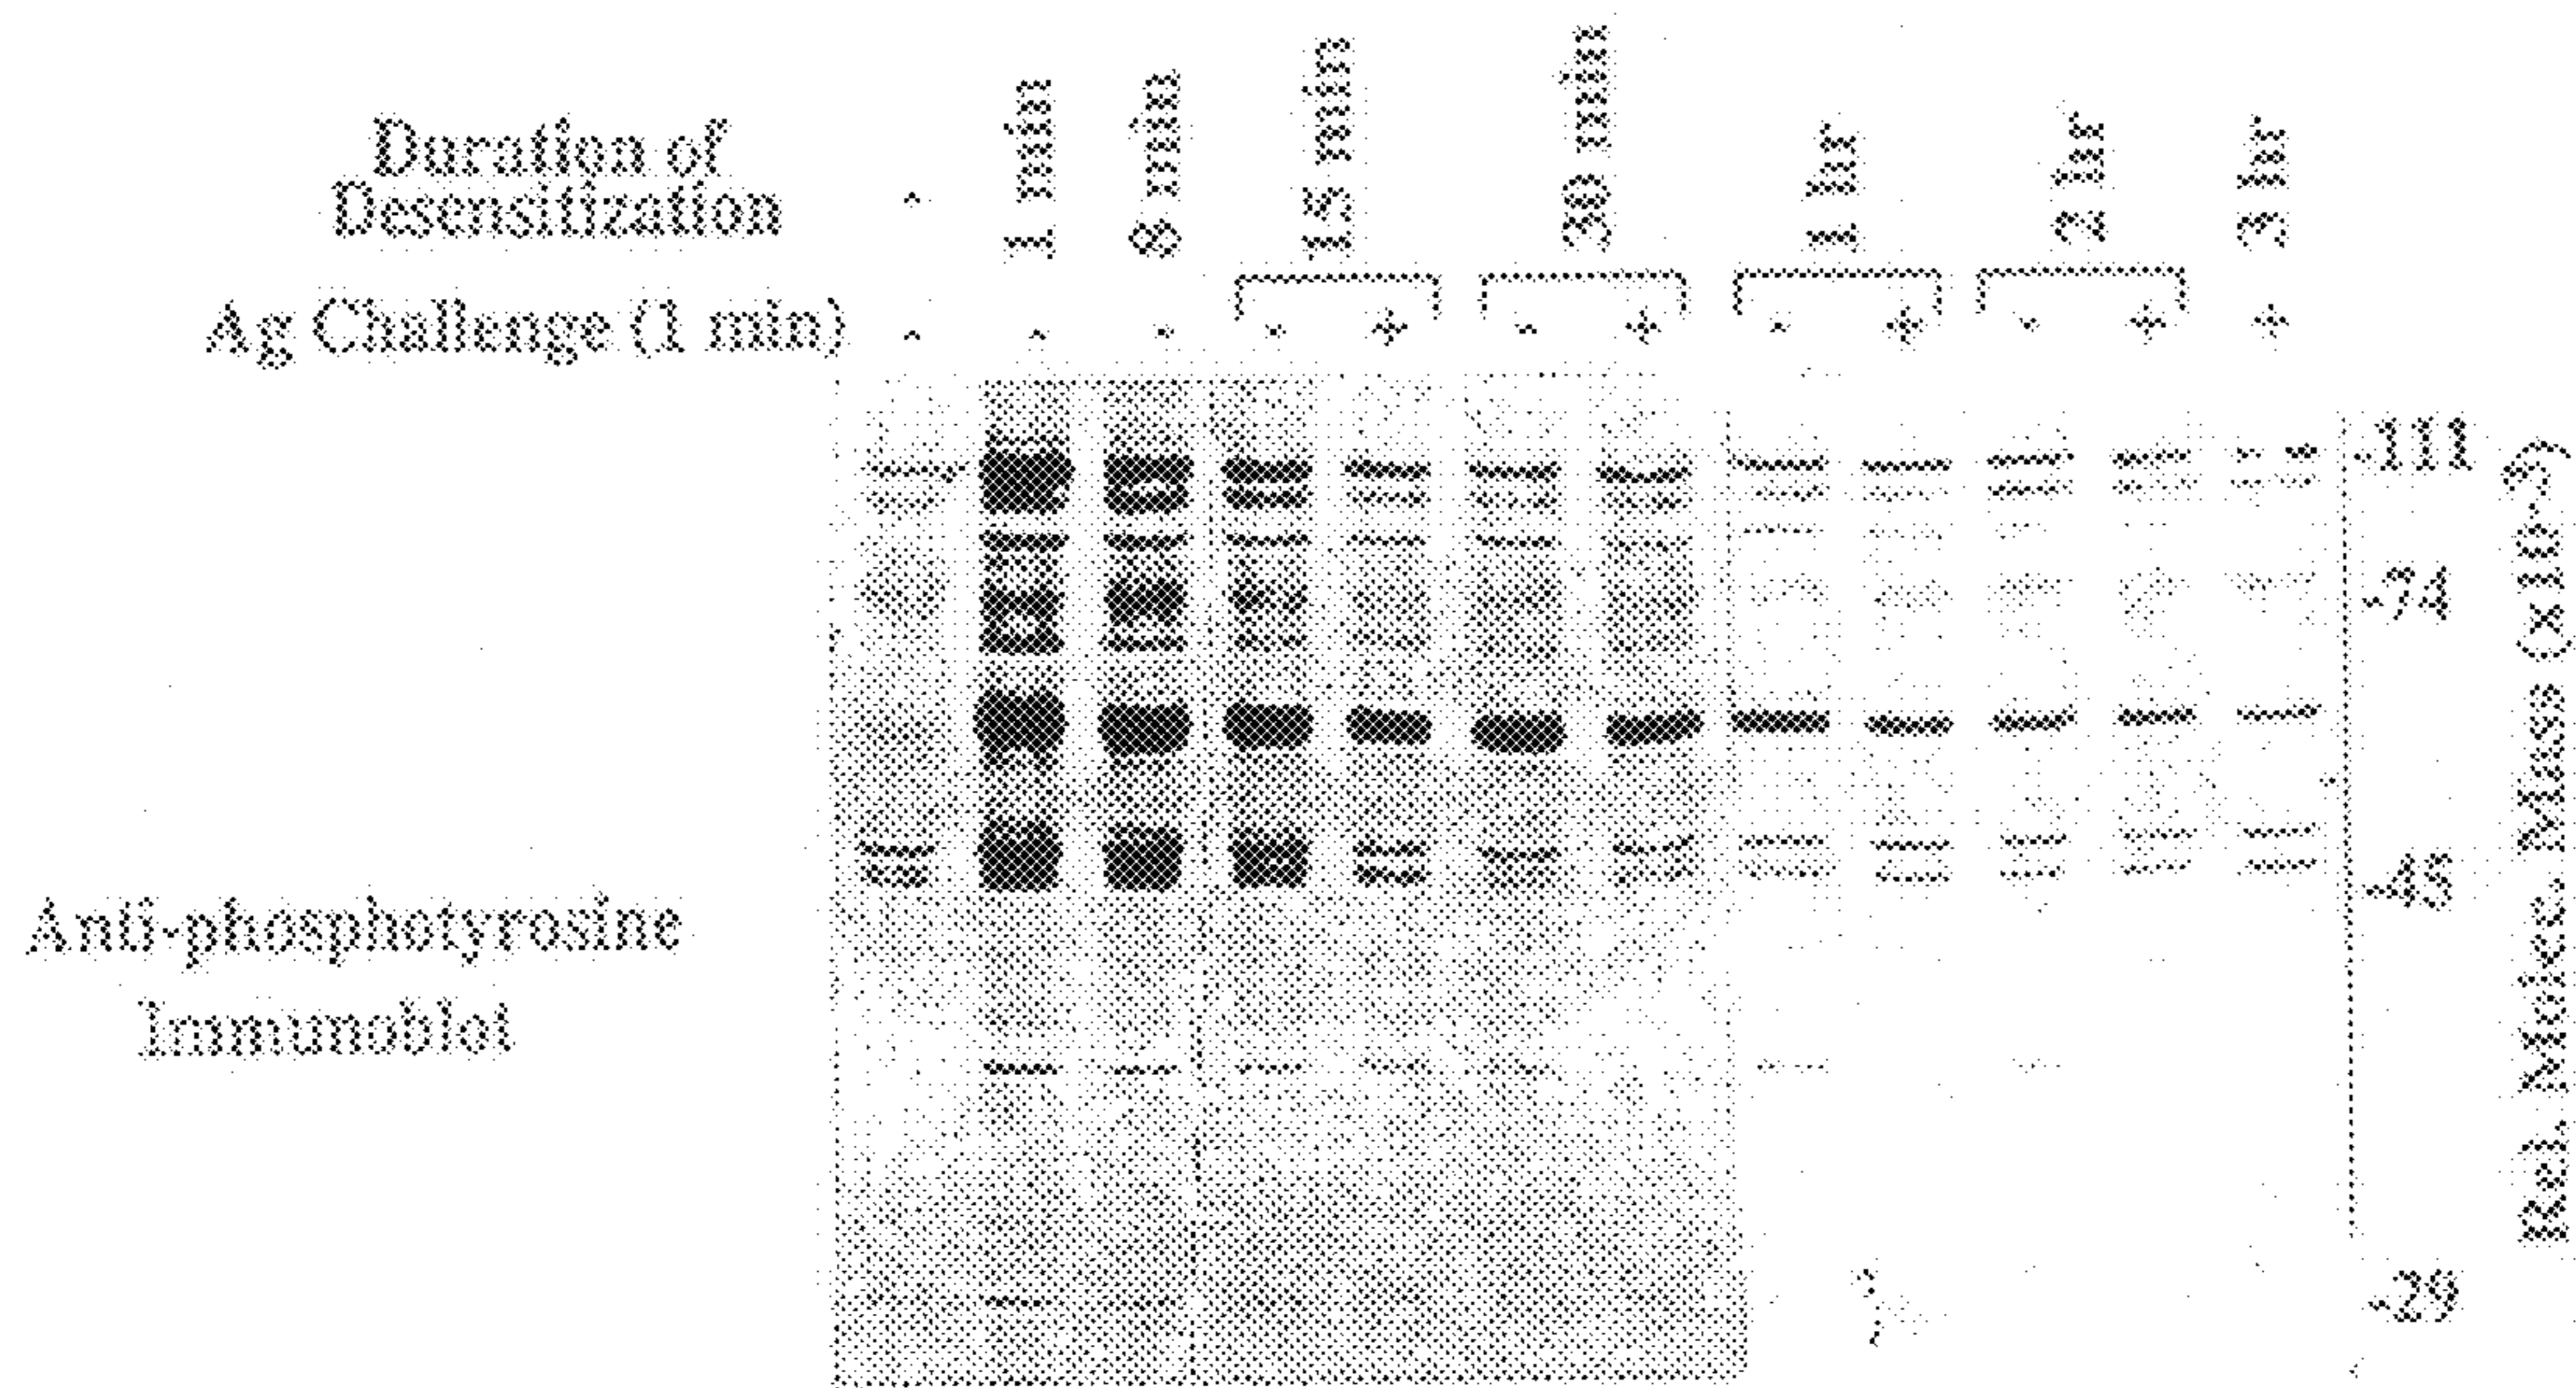 Duration of
Desensitization - 1 min 8 min 15 min 30 min 1 hr 2 hr 3 hr
Ag Challenge (1 min) - - - - + - + - + - + +
-111
-74
-45
-29
Rel. Molec. Mass (x 10-3)
Anti-phosphotyrosine
Immunoblot